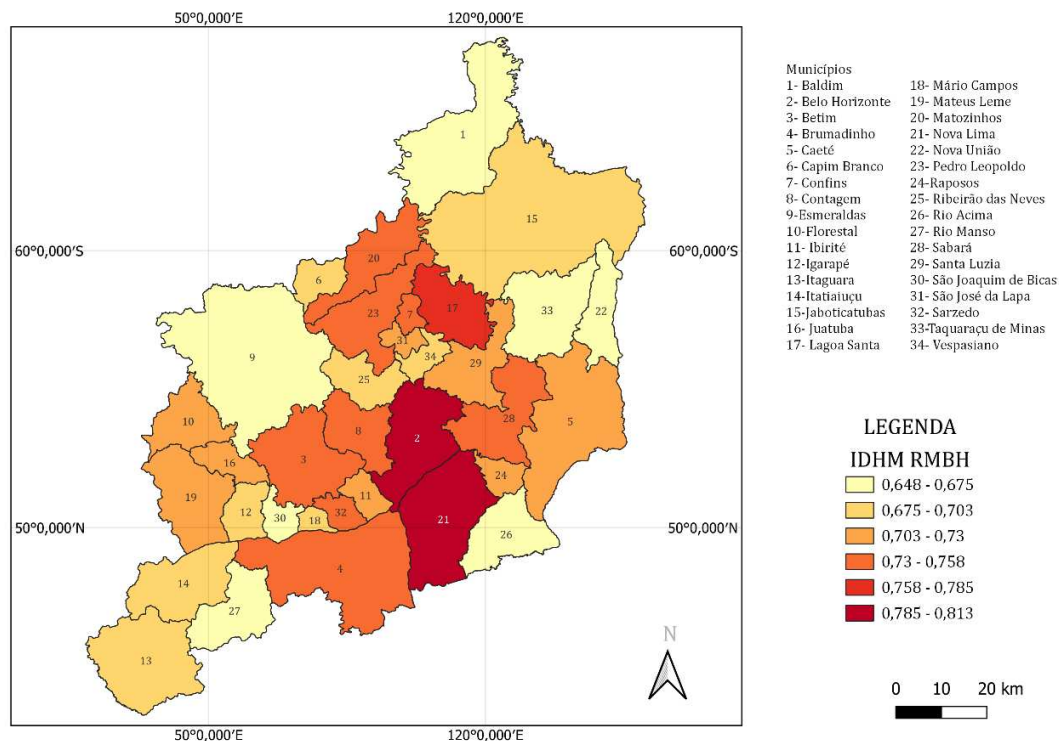 50°0,000'E 120°0,000'E
Municípios
1- Baldim
2- Belo Horizonte
3- Betim
4- Brumadinho
5- Caeté
6- Capim Branco
7- Confins
8- Contagem
9-Esmeraldas
10-Florestal
11- Ibirité
12-Igarapé
13-Itaguara
14-Itatiaiuçu
15-Jaboticatubas
16- Juatuba
17- Lagoa Santa
18- Mário Campos
19- Mateus Leme
20- Matozinhos
21- Nova Lima
22- Nova União
23- Pedro Leopoldo
24-Raposos
25- Ribeirão das Neves
26- Rio Acima
27- Rio Manso
28- Sabará
29- Santa Luzia
30- São Joaquim de Bicas
31- São José da Lapa
32- Sarzedo
33-Taquaraçu de Minas
34- Vespasiano
1
15
60°0,000'S 60°0,000'S
20
6
33
22
17
7
23
31
34
9
29
25
10
28
5
8
2
3
16
24
11
19
12
30
18
32
21
26
50°0,000'N 50°0,000'N
4
14
27
13
LEGENDA
IDHM RMBH
0,648 - 0,675
0,675 - 0,703
0,703 - 0,73
0,73 - 0,758
0,758 - 0,785
0,785 - 0,813
N
0 10 20 km
50°0,000'E 120°0,000'E